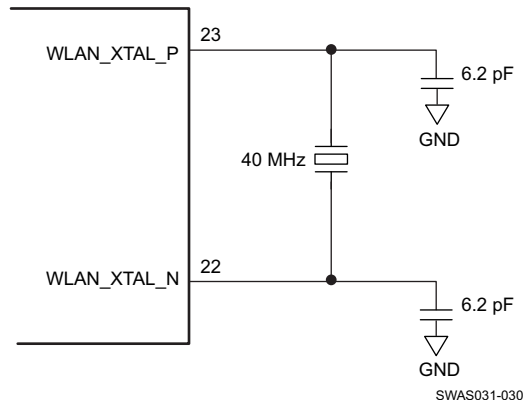 23
WLAN_XTAL_P
6.2 pF
GND
40 MHz
22
WLAN_XTAL_N
6.2 pF
GND
SWAS031-030